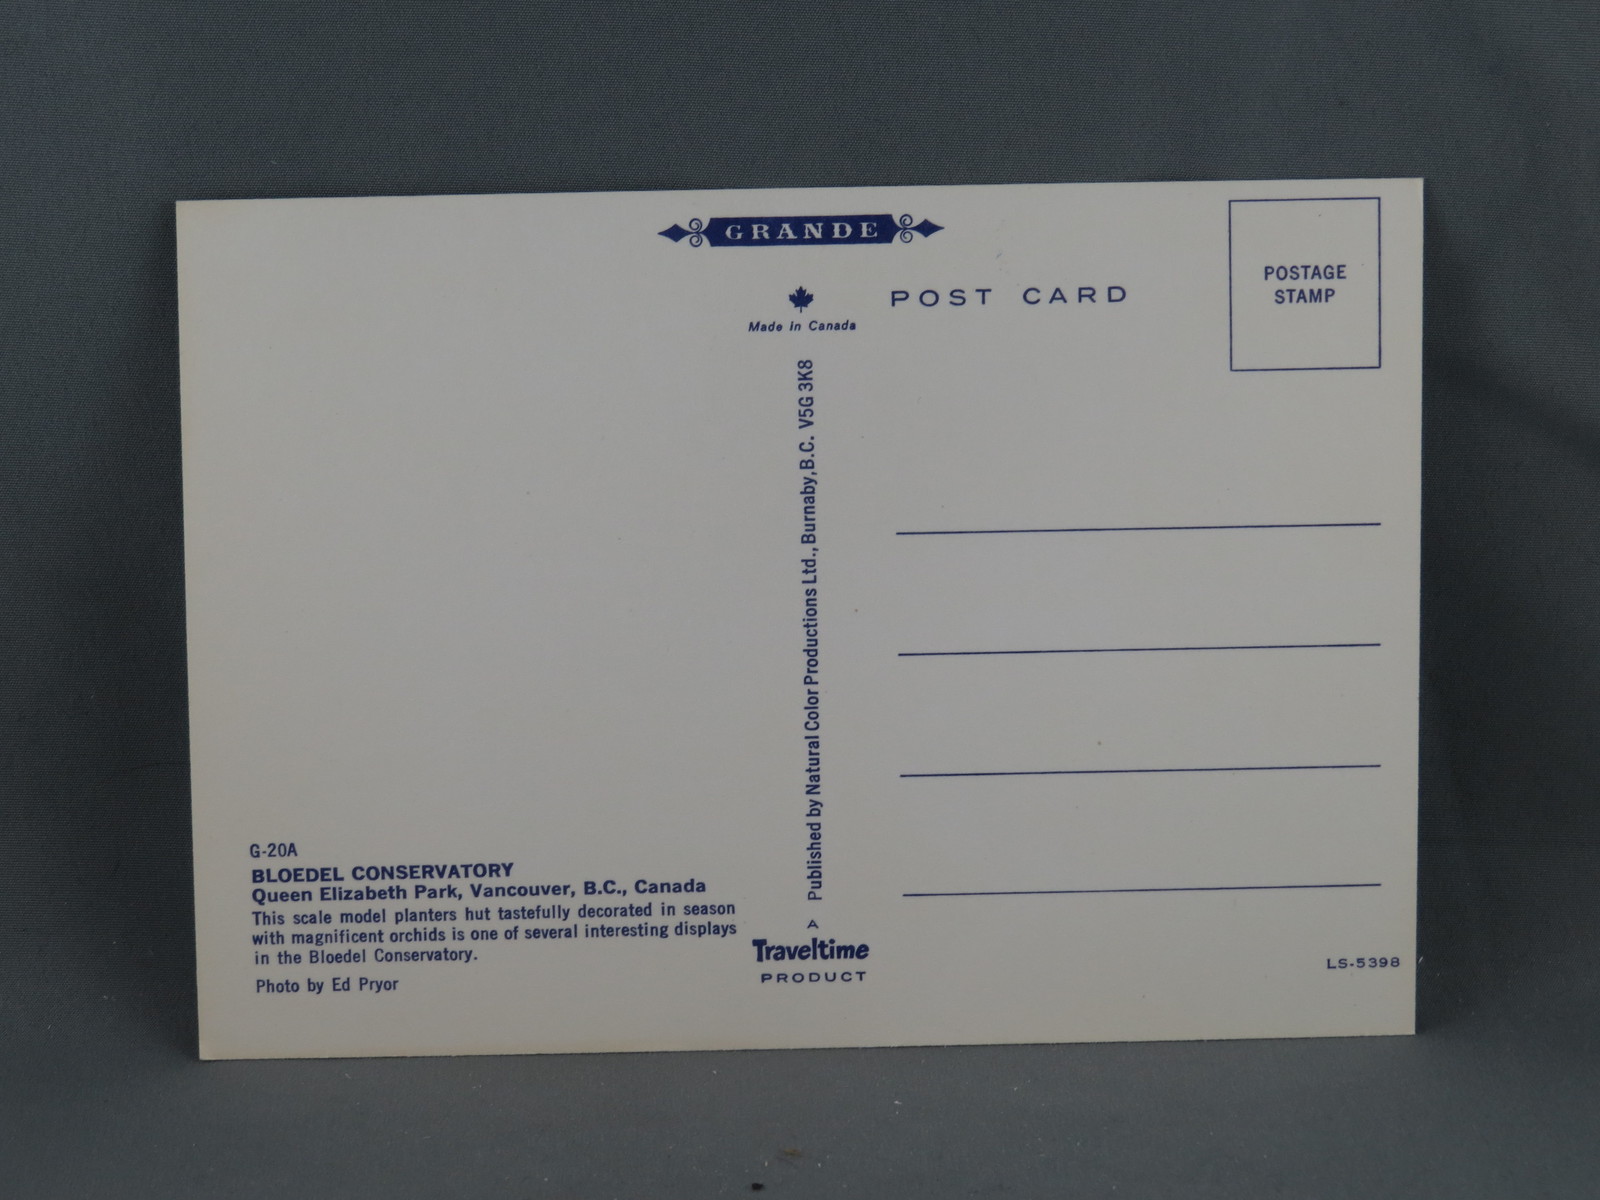 GRANDE
Made in Canada
POST CARD
POSTAGE
STAMP
Published by Natural Color Productions Ltd., Burnaby, B.C. V5G 3K8
G-20A
BLOEDEL CONSERVATORY
Queen Elizabeth Park, Vancouver, B.C., Canada
This scale model planters hut tastefully decorated in season
with magnificent orchids is one of several interesting displays
in the Bloedel Conservatory.
Photo by Ed Pryor
A
Traveltime
PRODUCT
LS-5398